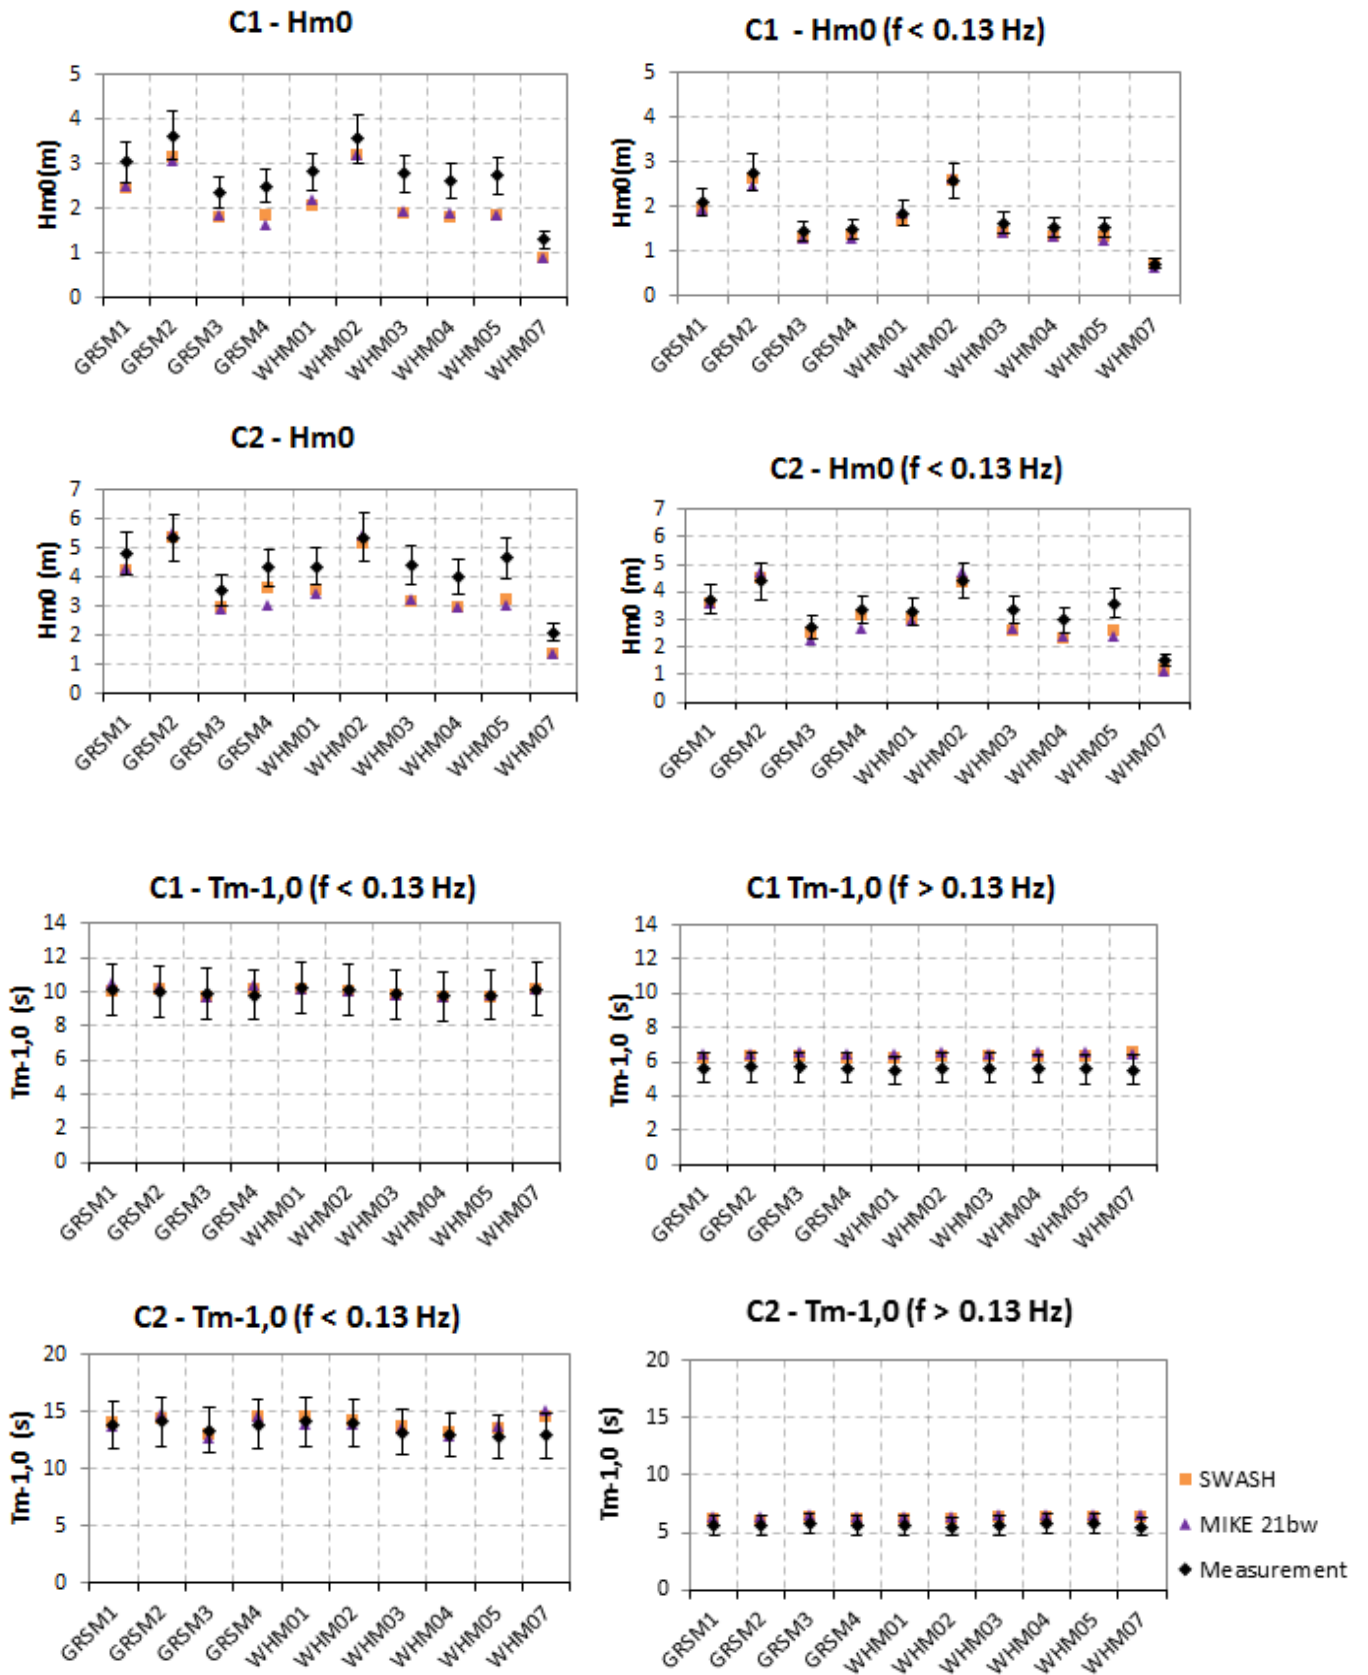 C1 - Hm0
Hm0(m)
5
4
3
2
1
0
GRSM1
GRSM2
GRSM3
GRSM4
WHM01
WHM02
WHM03
WHM04
WHM05
WHM07
C1 - Hm0 (f < 0.13 Hz)
Hm0(m)
5
4
3
2
1
0
GRSM1
GRSM2
GRSM3
GRSM4
WHM01
WHM02
WHM03
WHM04
WHM05
WHM07
C2 - Hm0
Hm0 (m)
7
6
5
4
3
2
1
0
GRSM1
GRSM2
GRSM3
GRSM4
WHM01
WHM02
WHM03
WHM04
WHM05
WHM07
C2 - Hm0 (f < 0.13 Hz)
Hm0 (m)
7
6
5
4
3
2
1
0
GRSM1
GRSM2
GRSM3
GRSM4
WHM01
WHM02
WHM03
WHM04
WHM05
WHM07
C1 - Tm-1,0 (f < 0.13 Hz)
Tm-1,0 (s)
14
12
10
8
6
4
2
0
GRSM1
GRSM2
GRSM3
GRSM4
WHM01
WHM02
WHM03
WHM04
WHM05
WHM07
C1 Tm-1,0 (f > 0.13 Hz)
Tm-1,0 (s)
14
12
10
8
6
4
2
0
GRSM1
GRSM2
GRSM3
GRSM4
WHM01
WHM02
WHM03
WHM04
WHM05
WHM07
C2 - Tm-1,0 (f < 0.13 Hz)
Tm-1,0 (s)
20
15
10
5
0
GRSM1
GRSM2
GRSM3
GRSM4
WHM01
WHM02
WHM03
WHM04
WHM05
WHM07
C2 - Tm-1,0 (f > 0.13 Hz)
Tm-1,0 (s)
20
15
10
5
0
GRSM1
GRSM2
GRSM3
GRSM4
WHM01
WHM02
WHM03
WHM04
WHM05
WHM07
SWASH
MIKE 21bw
Measurement